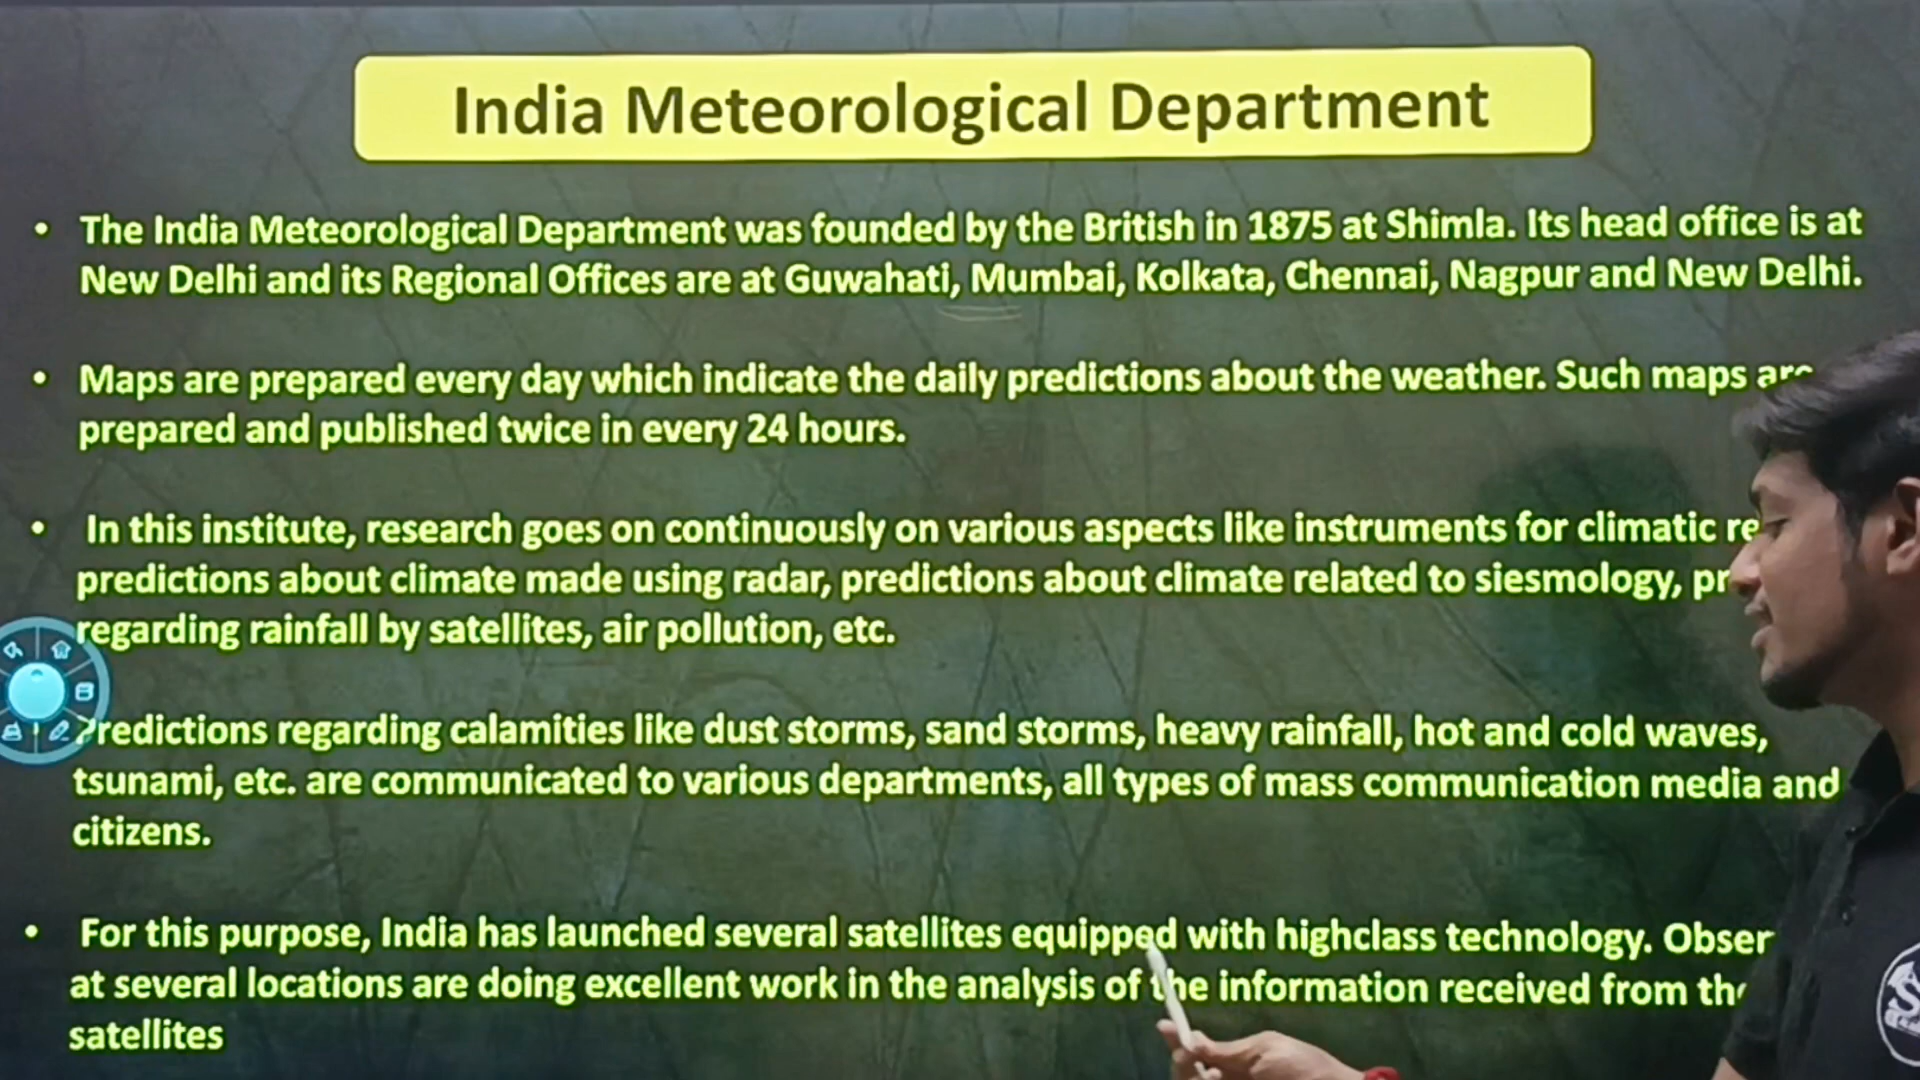 India Meteorological Department
• The India Meteorological Department was founded by the British in 1875 at Shimla. Its head office is at
New Delhi and its Regional Offices are at Guwahati, Mumbai, Kolkata, Chennai, Nagpur and New Delhi.
• Maps are prepared every day which indicate the daily predictions about the weather. Such maps are
prepared and published twice in every 24 hours.
• In this institute, research goes on continuously on various aspects like instruments for climatic
predictions about climate made using radar, predictions about climate related to siesmology,
regarding rainfall by satellites, air pollution, etc.
Predictions regarding calamities like dust storms, sand storms, heavy rainfall, hot and cold waves,
tsunami, etc. are communicated to various departments, all types of mass communication media and
citizens.
• For this purpose, India has launched several satellites equipped with highclass technology.
at several locations are doing excellent work in the analysis of the information received from
satellites